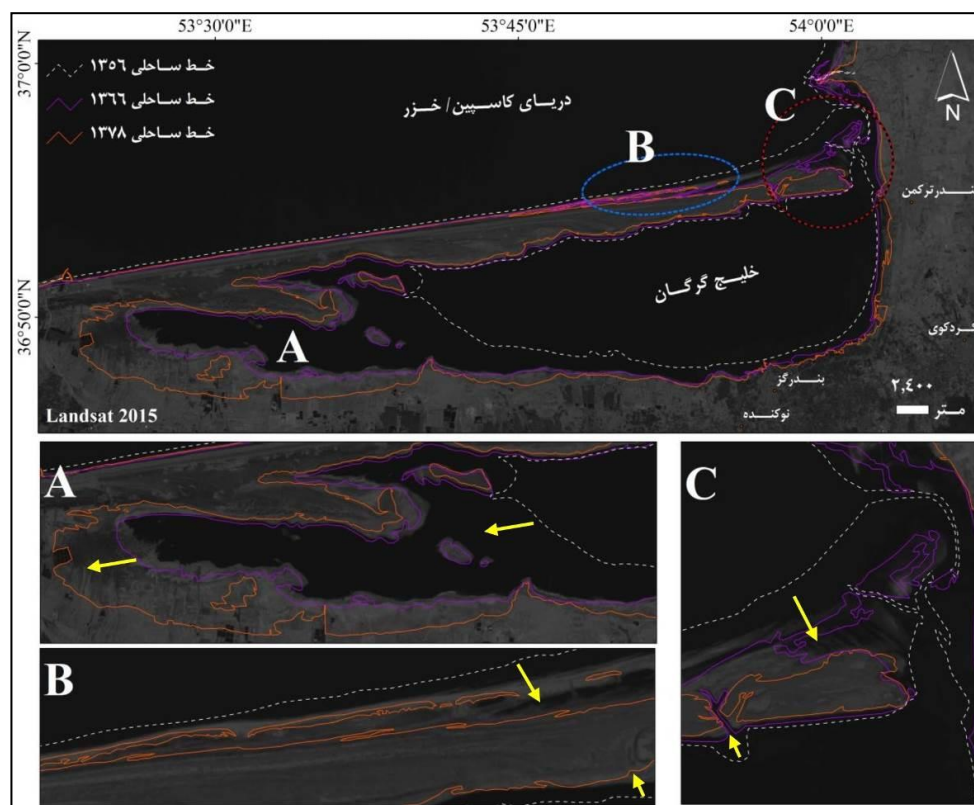 53°30'0"E 53°45'0"E 54°0'0"E
37°0'0"N
36°50'0"N
خط ساحلی ۱۳۵۶
خط ساحلی ۱۳۶۶
خط ساحلی ۱۳۷۸
دریای کاسپین/ خزر
N
C
B
ندرترکمن
خلیج گرگان
کردکوی
A
بندرگز
۲,۴۰۰
متر
نوکنده
Landsat 2015
A
C
B